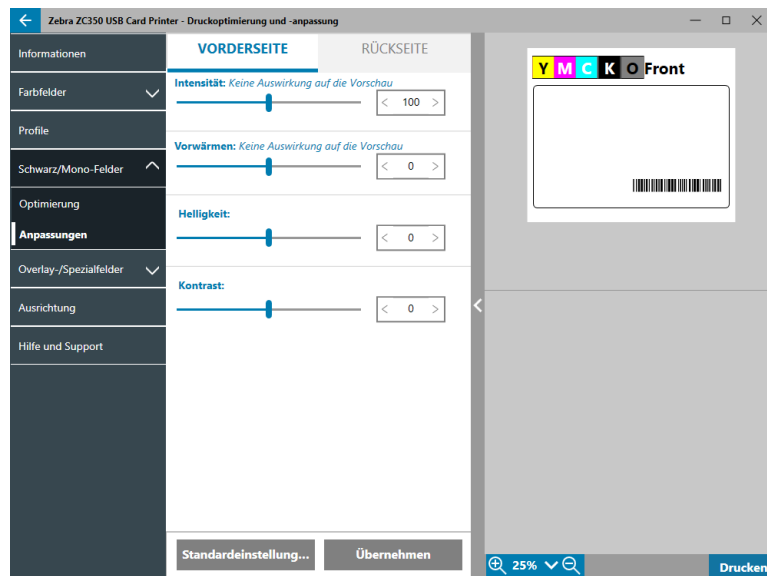 Zebra ZC350 USB Card Printer - Druckoptimierung und -anpassung
Informationen
Farbfelder
Profile
Schwarz/Mono-Felder
Optimierung
Anpassungen
Overlay-/Spezialfelder
Ausrichtung
Hilfe und Support
VORDERSEITE RÜCKSEITE
Intensität: Keine Auswirkung auf die Vorschau
< 100 >
Vorwärmen: Keine Auswirkung auf die Vorschau
< 0 >
Helligkeit:
< 0 >
Kontrast:
< 0 >
Standardeinstellung... Übernehmen
Y M C K O Front
25%
Drucken